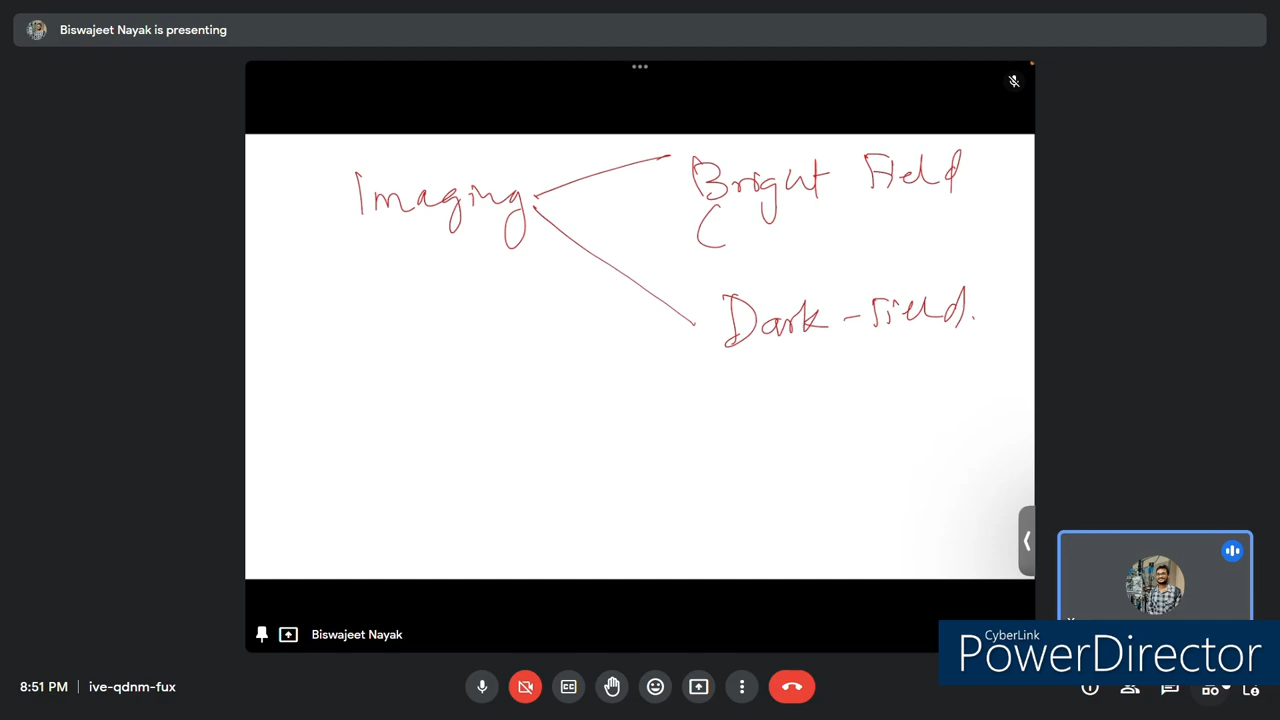 Biswajeet Nayak is presenting
Imaging
Bright Field
(
Dark-field.
Biswajeet Nayak
CyberLink
PowerDirector
8:51 PM | ive-qdnm-fux